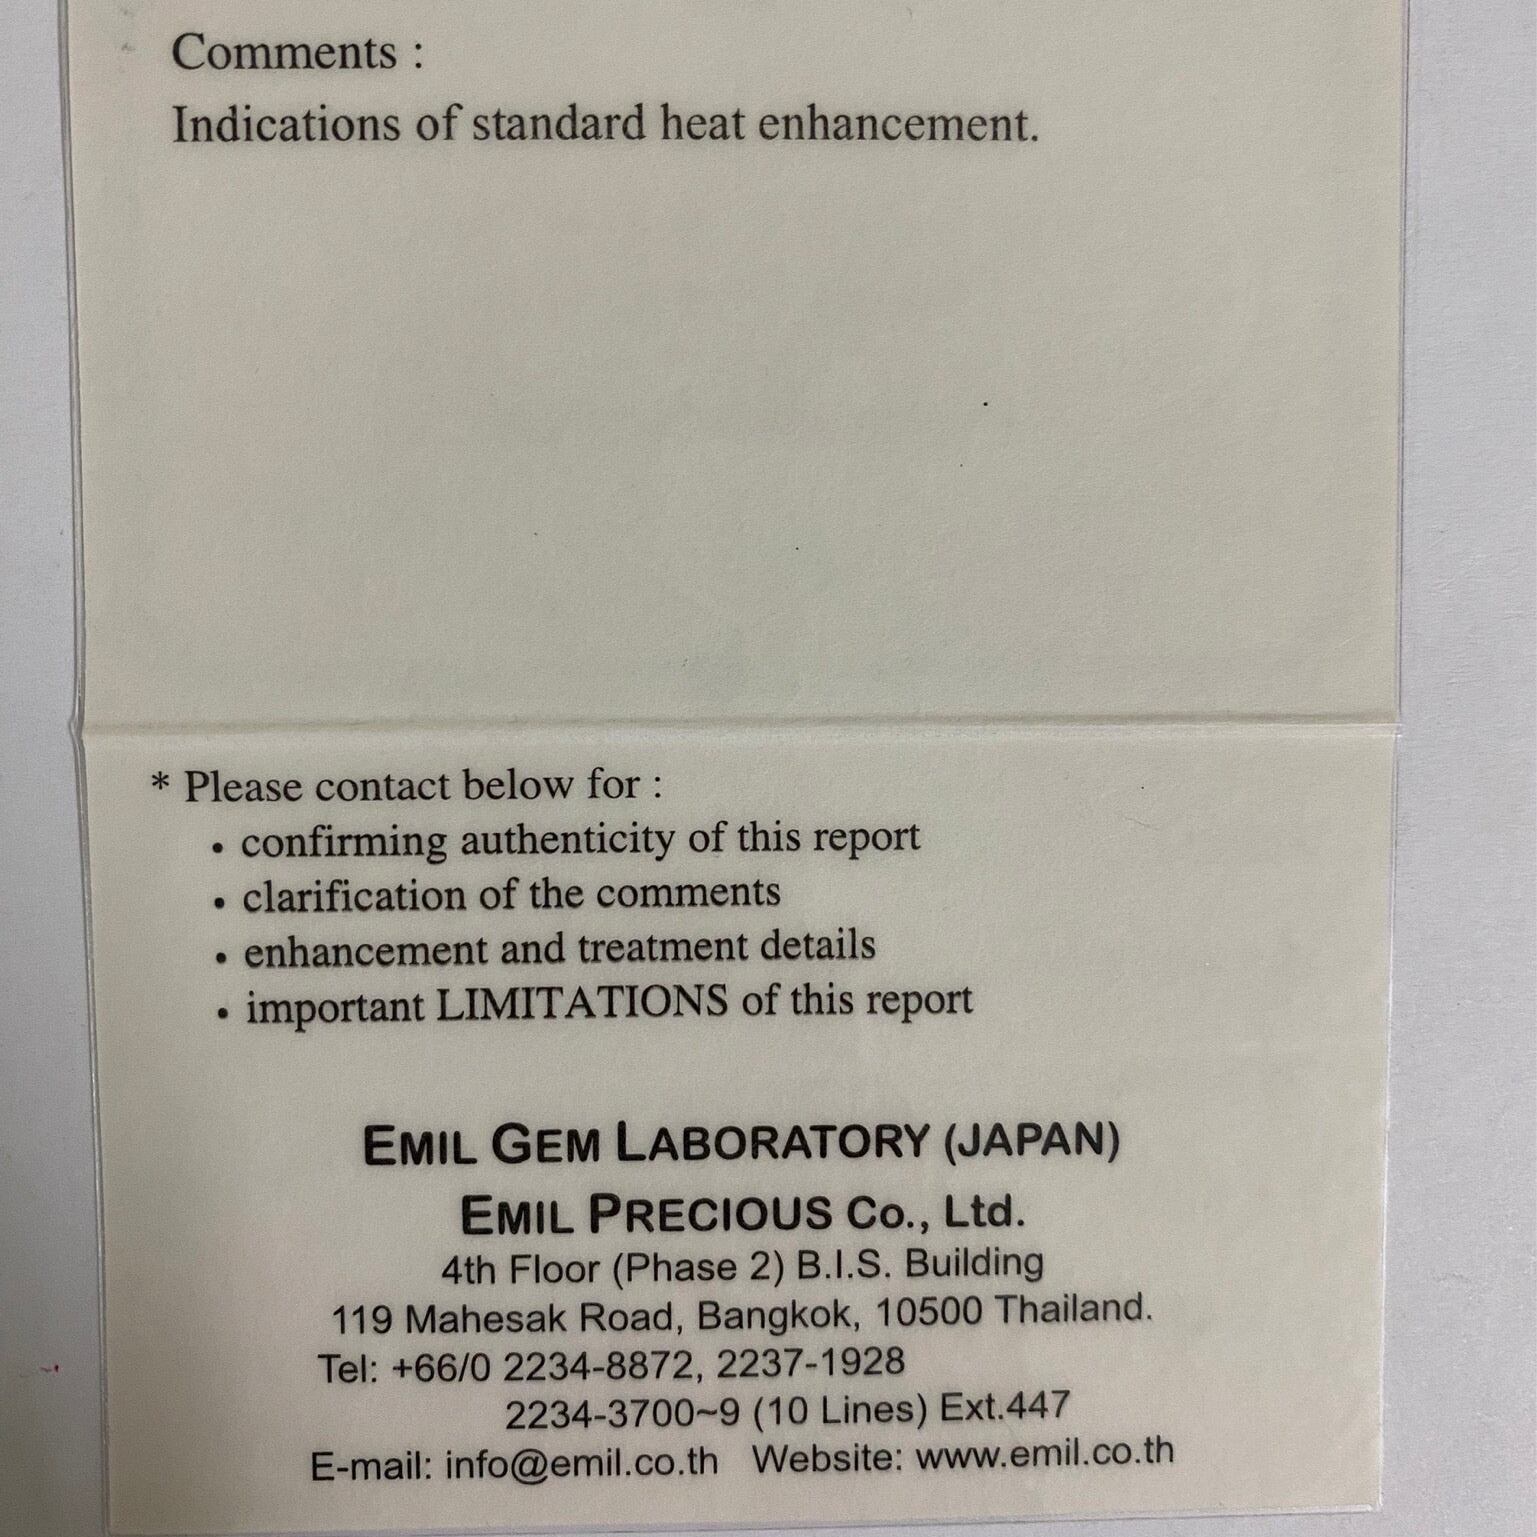 Comments :
Indications of standard heat enhancement.
* Please contact below for :
• confirming authenticity of this report
• clarification of the comments
• enhancement and treatment details
• important LIMITATIONS of this report
EMIL GEM LABORATORY (JAPAN)
EMIL PRECIOUS Co., Ltd.
4th Floor (Phase 2) B.I.S. Building
119 Mahesak Road, Bangkok, 10500 Thailand.
Tel: +66/0 2234-8872, 2237-1928
2234-3700~9 (10 Lines) Ext.447
E-mail: info@emil.co.th Website: www.emil.co.th